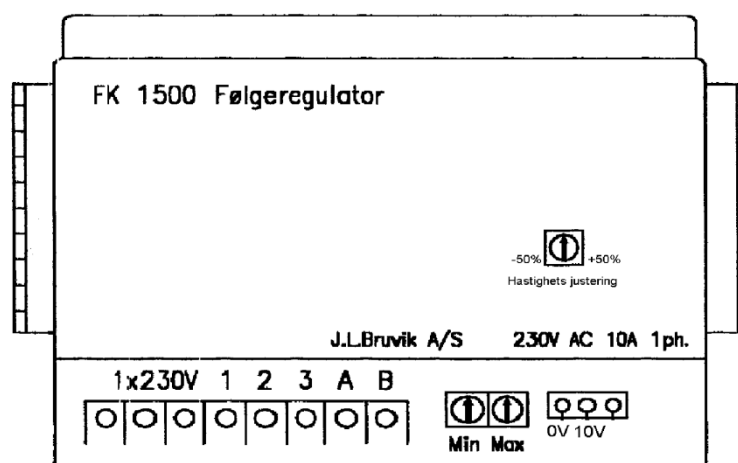 FK 1500 Følgeregulator
-50% +50%
Hastighets justering
J.L.Bruvik A/S 230V AC 10A 1ph.
1x230V 1 2 3 A B
Min Max
0V 10V